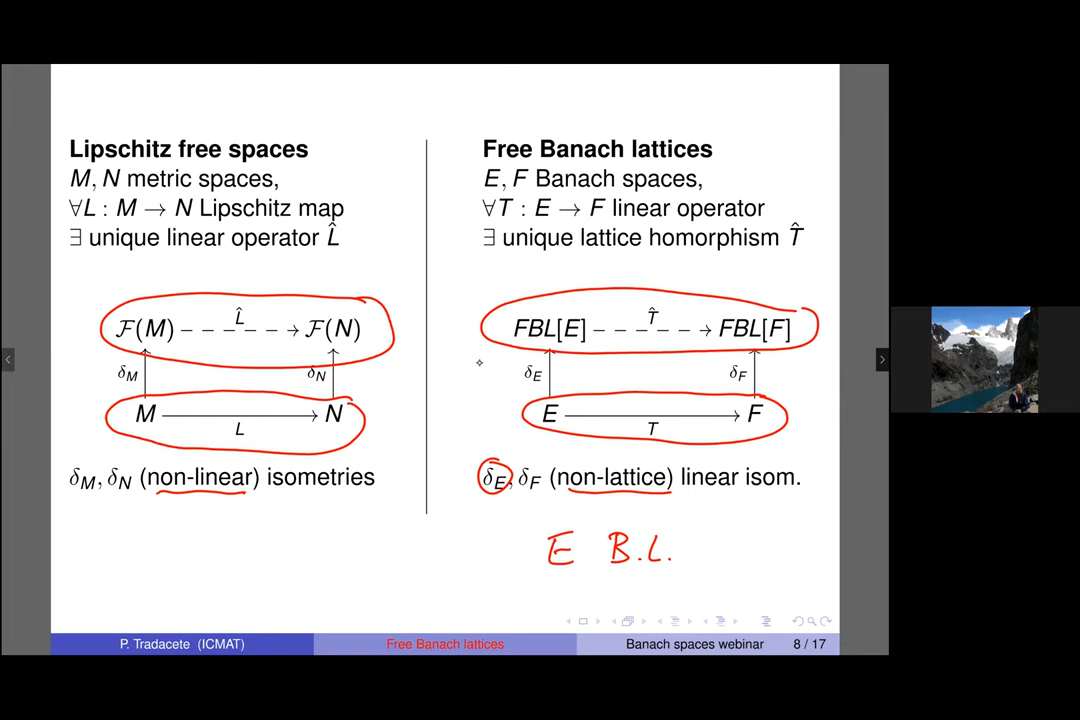 Lipschitz free spaces
M, N metric spaces,
∀L : M → N Lipschitz map
∃ unique linear operator L̂
F(M) – – – – – → F(N)
L̂
δ_M
δ_N
M → N
L
δ_M, δ_N (non-linear) isometries
Free Banach lattices
E, F Banach spaces,
∀T : E → F linear operator
∃ unique lattice homorphism T̂
FBL[E] – – – – – → FBL[F]
T̂
δ_E
δ_F
E → F
T
δ_E, δ_F (non-lattice) linear isom.
E B.L.
P. Tradacete (ICMAT)
Free Banach lattices
Banach spaces webinar 8 / 17